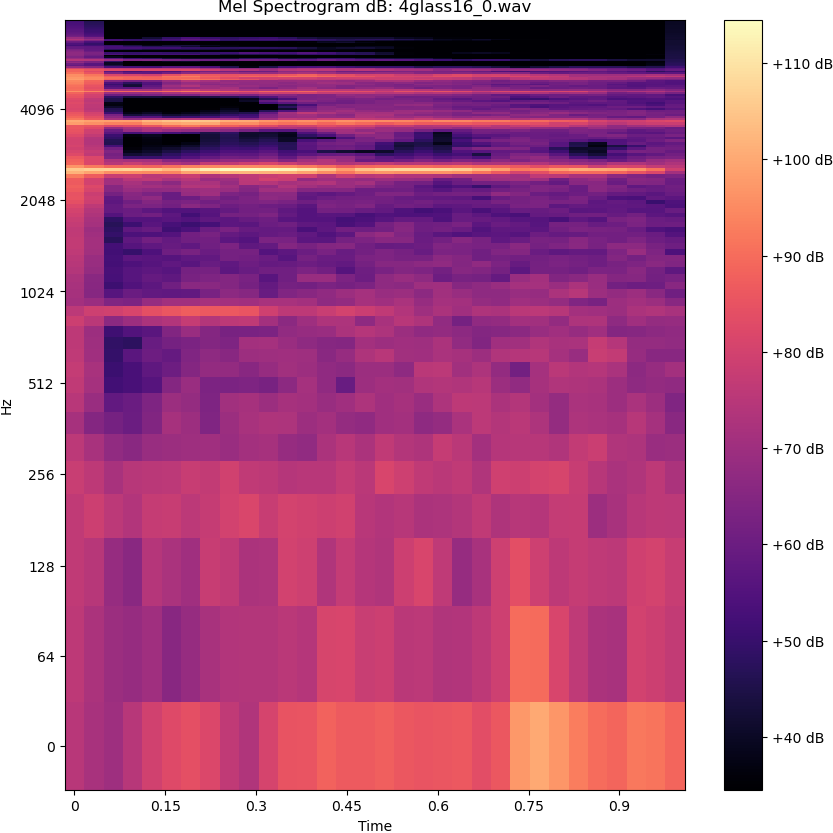 Mel Spectrogram dB: 4glass16_0.wav
+110 dB
4096
+100 dB
2048
+90 dB
1024
+80 dB
512
Hz
+70 dB
256
+60 dB
128
64
+50 dB
0
+40 dB
0 0.15 0.3 0.45 0.6 0.75 0.9
Time